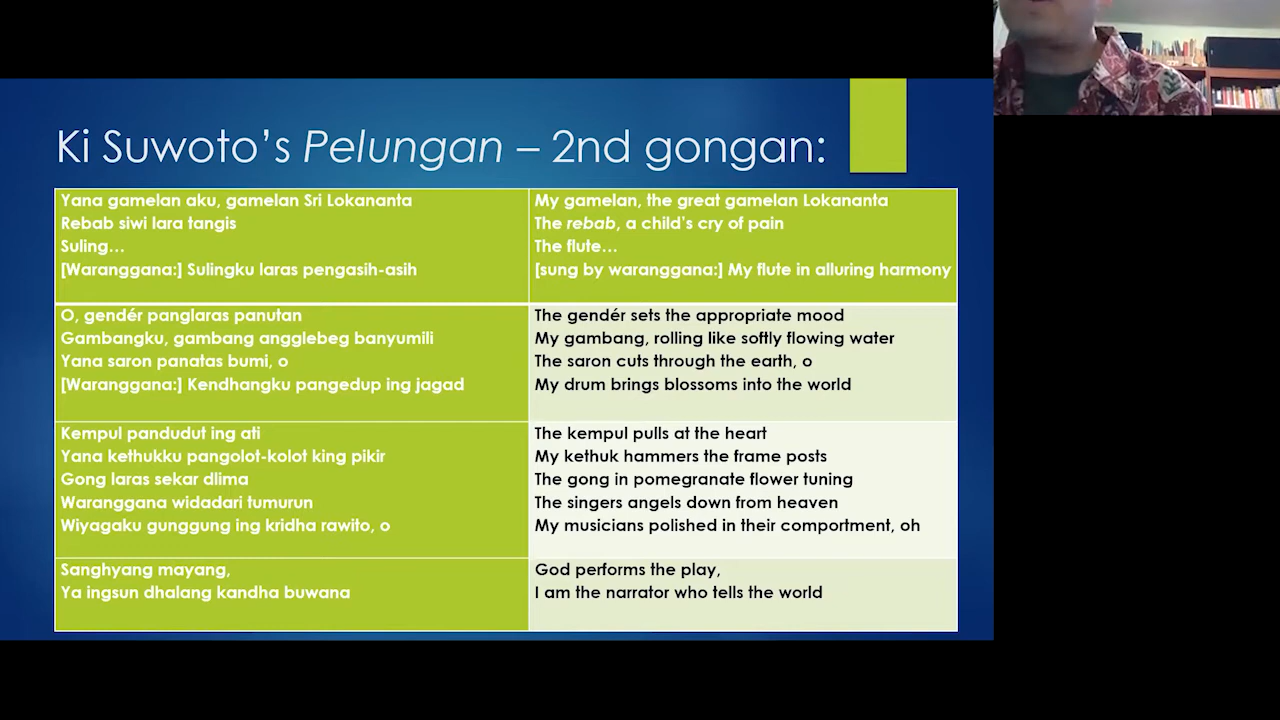 Ki Suwoto's Pelungan – 2nd gongan:
Yana gamelan aku, gamelan Sri Lokananta
Rebab siwi lara tangis
Suling…
[Waranggana:] Sulingku laras pengasih-asih
My gamelan, the great gamelan Lokananta
The rebab, a child's cry of pain
The flute…
[sung by waranggana:] My flute in alluring harmony
O, gendér panglaras panutan
Gambangku, gambang angglebeg banyumili
Yana saron panatas bumi, o
[Waranggana:] Kendhangku pangedup ing jagad
The gendér sets the appropriate mood
My gambang, rolling like softly flowing water
The saron cuts through the earth, o
My drum brings blossoms into the world
Kempul pandudut ing ati
Yana kethukku pangolot-kolot king pikir
Gong laras sekar dlima
Waranggana widadari tumurun
Wiyagaku gunggung ing kridha rawito, o
The kempul pulls at the heart
My kethuk hammers the frame posts
The gong in pomegranate flower tuning
The singers angels down from heaven
My musicians polished in their comportment, oh
Sanghyang mayang,
Ya ingsun dhalang kandha buwana
God performs the play,
I am the narrator who tells the world